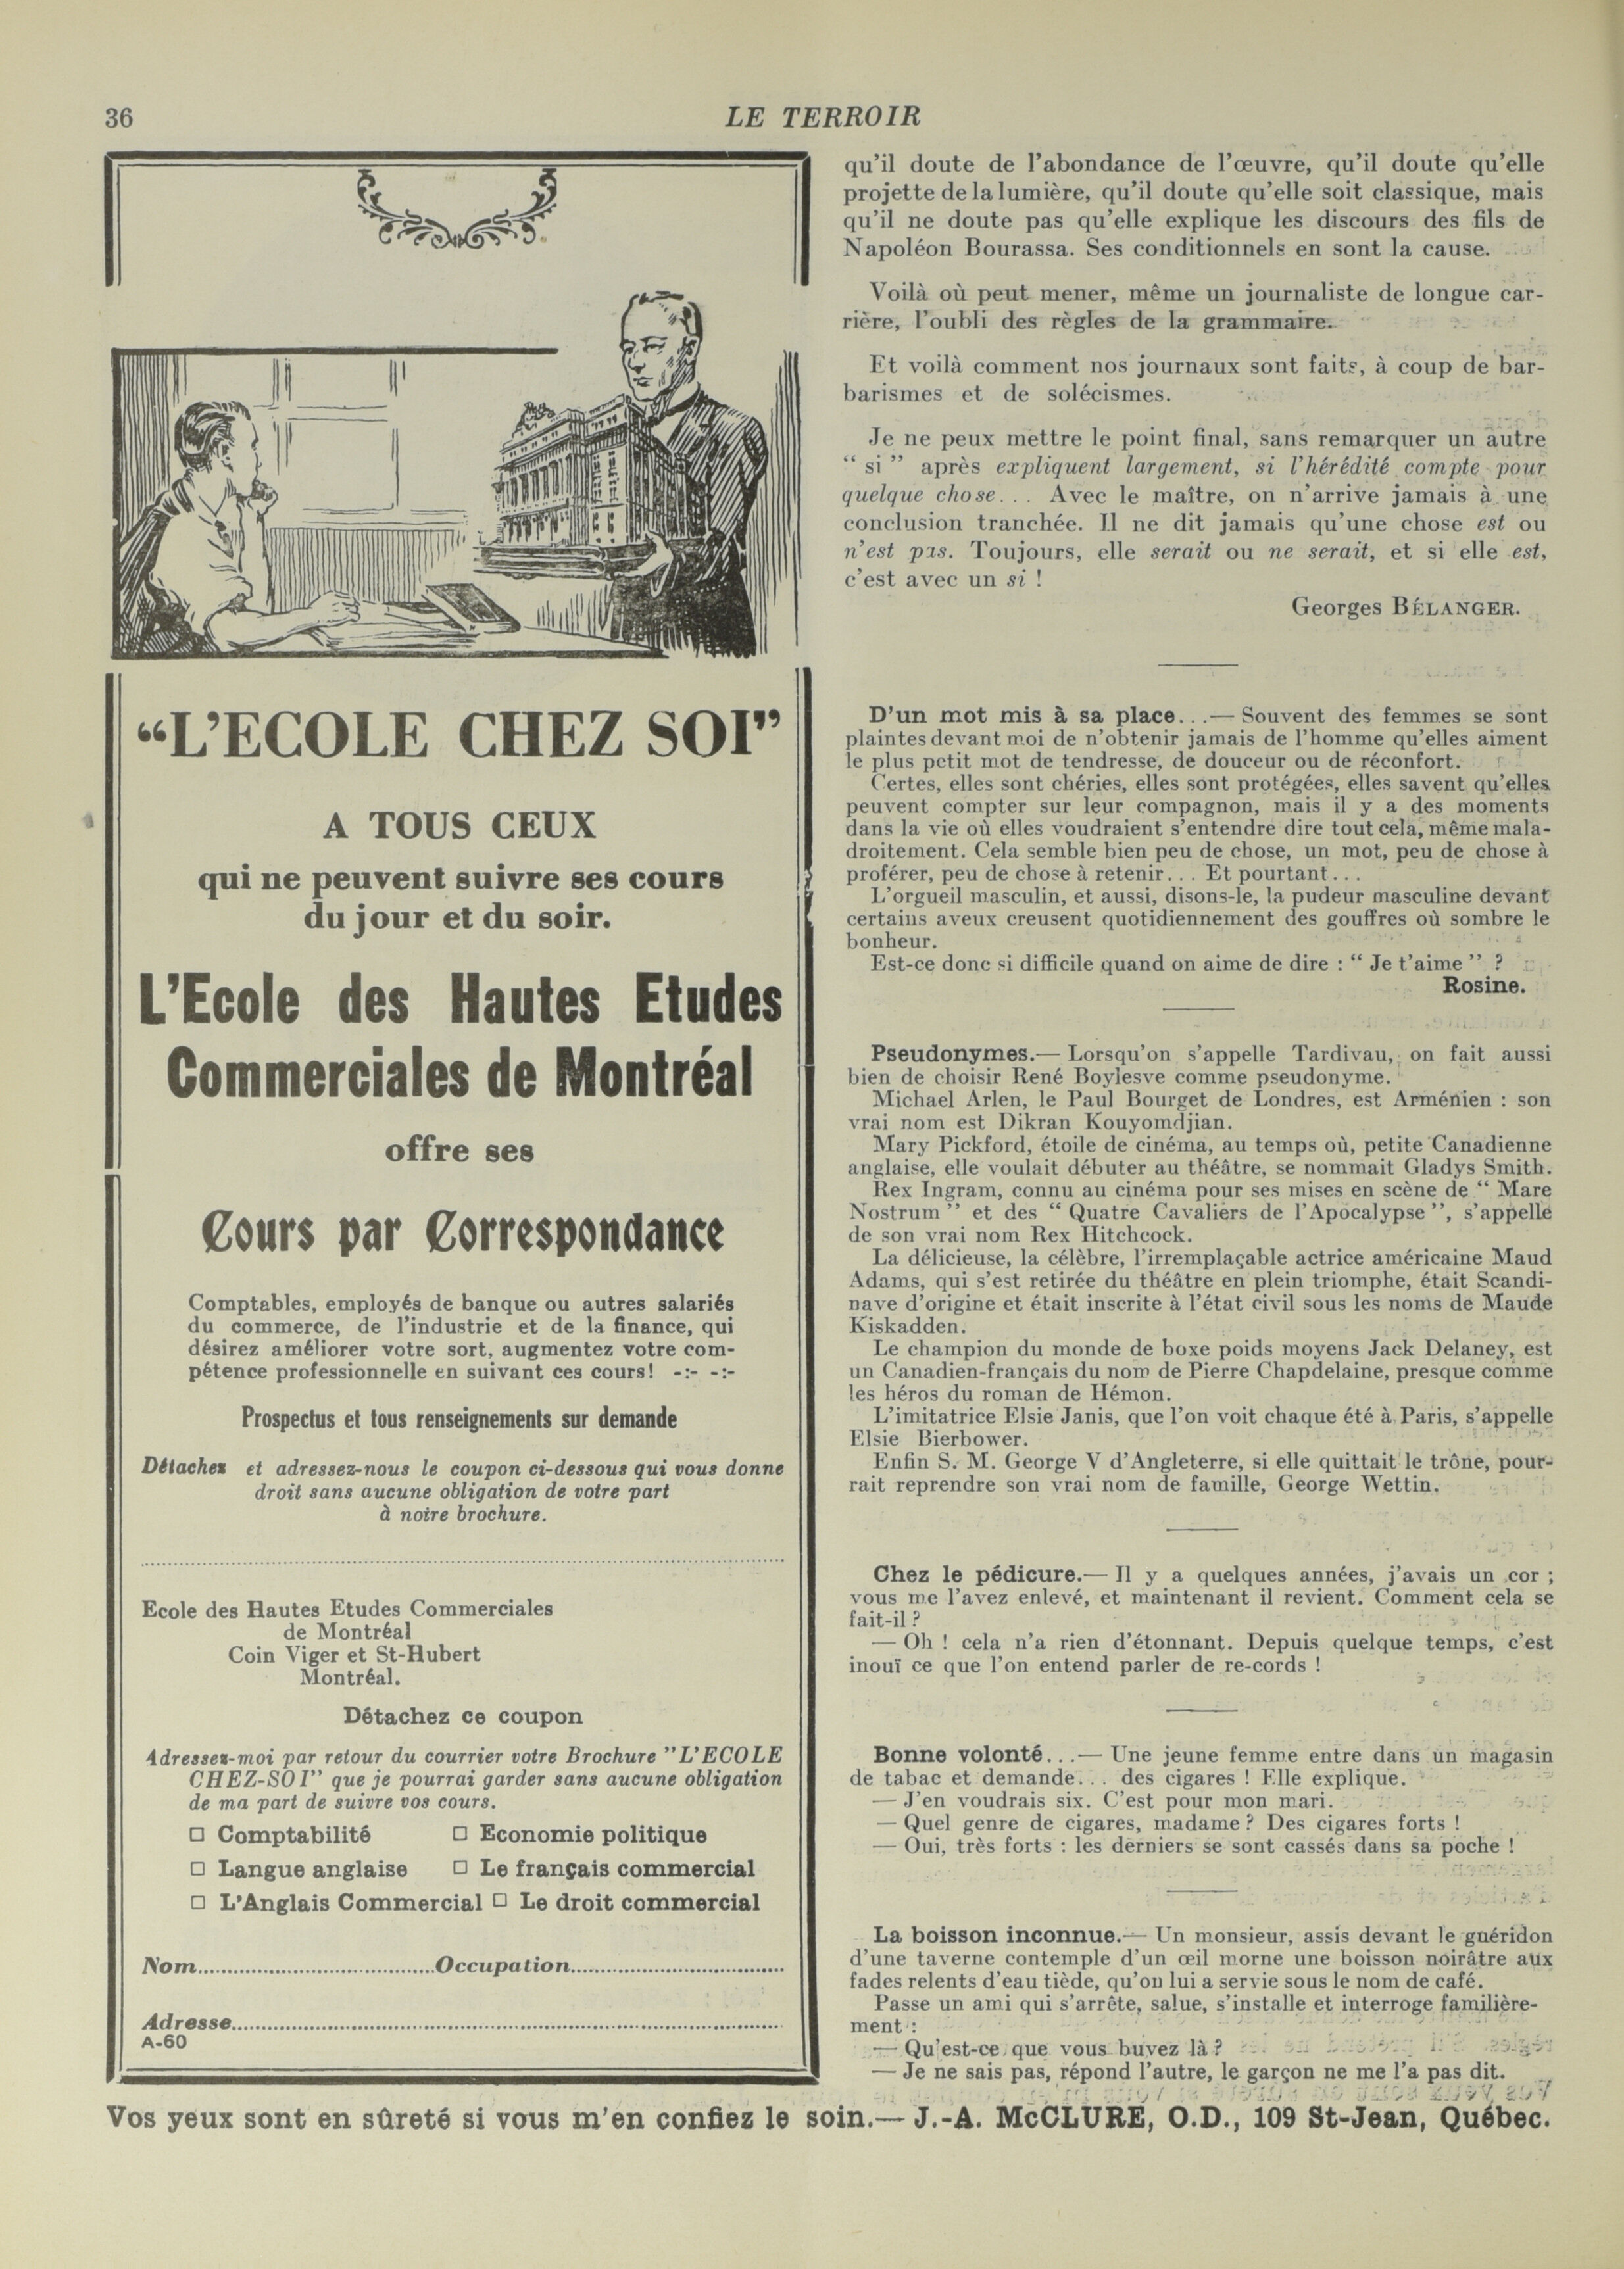 36
LE TERROIR
“L’ECOLE CHEZ SOI”
A TOUS CEUX
qui ne peuvent suivre ses cours
du jour et du soir.
L’Ecole des Hautes Etudes
Commerciales de Montréal
offre ses
Cours par Correspondance
Comptables, employés de banque ou autres salariés
du commerce, de l’industrie et de la finance, qui
désirez améliorer votre sort, augmentez votre com-
pétence professionnelle en suivant ces cours! -:- -:-
Prospectus et tous renseignements sur demande
Détachez et adressez-nous le coupon ci-dessous qui vous donne
droit sans aucune obligation de votre part
à notre brochure.
Ecole des Hautes Etudes Commerciales
de Montréal
Coin Viger et St-Hubert
Montréal.
Détachez ce coupon
Adressez-moi par retour du courrier votre Brochure "L’ECOLE
CHEZ-SOI” que je pourrai garder sans aucune obligation
de ma part de suivre vos cours.
□ Comptabilité □ Economie politique
□ Langue anglaise □ Le français commercial
□ L’Anglais Commercial □ Le droit commercial
Nom........................................Occupation....................................
Adresse....................................................................................
A-60
qu’il doute de l’abondance de l’œuvre, qu’il doute qu’elle
projette de la lumière, qu’il doute qu’elle soit classique, mais
qu’il ne doute pas qu’elle explique les discours des fils de
Napoléon Bourassa. Ses conditionnels en sont la cause.
Voilà où peut mener, même un journaliste de longue car-
rière, l’oubli des règles de la grammaire.
Et voilà comment nos journaux sont faits, à coup de bar-
barismes et de solécismes.
Je ne peux mettre le point final, sans remarquer un autre
“ si ” après expliquent largement, si l’hérédité compte pour
quelque chose... Avec le maître, on n’arrive jamais à une
conclusion tranchée. Il ne dit jamais qu’une chose est ou
n’est pas. Toujours, elle serait ou ne serait, et si elle est,
c’est avec un si !
Georges BÉLANGER.
D’un mot mis à sa place...— Souvent des femmes se sont
plaintes devant moi de n’obtenir jamais de l’homme qu’elles aiment
le plus petit mot de tendresse, de douceur ou de réconfort.
Certes, elles sont chéries, elles sont protégées, elles savent qu’elles
peuvent compter sur leur compagnon, mais il y a des moments
dans la vie où elles voudraient s’entendre dire tout cela, même mala-
droitement. Cela semble bien peu de chose, un mot, peu de chose à
proférer, peu de chose à retenir... Et pourtant...
L’orgueil masculin, et aussi, disons-le, la pudeur masculine devant
certains aveux creusent quotidiennement des gouffres où sombre le
bonheur.
Est-ce donc si difficile quand on aime de dire : “ Je t’aime ” ?
Rosine.
Pseudonymes.— Lorsqu’on s’appelle Tardivau, on fait aussi
bien de choisir René Boylesve comme pseudonyme.
Michael Arlen, le Paul Bourget de Londres, est Arménien : son
vrai nom est Dikran Kouyomdjian.
Mary Pickford, étoile de cinéma, au temps où, petite Canadienne
anglaise, elle voulait débuter au théâtre, se nommait Gladys Smith.
Rex Ingram, connu au cinéma pour ses mises en scène de “ Mare
Nostrum ” et des “ Quatre Cavaliers de l’Apocalypse ”, s’appelle
de son vrai nom Rex Hitchcock.
La délicieuse, la célèbre, l’irremplaçable actrice américaine Maud
Adams, qui s’est retirée du théâtre en plein triomphe, était Scandi-
nave d’origine et était inscrite à l’état civil sous les noms de Maude
Kiskadden.
Le champion du monde de boxe poids moyens Jack Delaney, est
un Canadien-français du nom de Pierre Chapdelaine, presque comme
les héros du roman de Hémon.
L’imitatrice Elsie Janis, que l’on voit chaque été à Paris, s’appelle
Elsie Bierbower.
Enfin S. M. George V d’Angleterre, si elle quittait le trône, pour-
rait reprendre son vrai nom de famille, George Wettin.
Chez le pédicure.— Il y a quelques années, j’avais un cor ;
vous me l’avez enlevé, et maintenant il revient. Comment cela se
fait-il ?
— Oh ! cela n’a rien d’étonnant. Depuis quelque temps, c’est
inouï ce que l’on entend parler de re-cords !
Bonne volonté...— Une jeune femme entre dans un magasin
de tabac et demande... des cigares ! Elle explique.
— J’en voudrais six. C’est pour mon mari.
— Quel genre de cigares, madame ? Des cigares forts !
— Oui, très forts : les derniers se sont cassés dans sa poche !
La boisson inconnue.— Un monsieur, assis devant le guéridon
d’une taverne contemple d’un œil morne une boisson noirâtre aux
fades relents d’eau tiède, qu’on lui a servie sous le nom de café.
Passe un ami qui s’arrête, salue, s’installe et interroge familière-
ment :
— Qu’est-ce que vous buvez là ?
— Je ne sais pas, répond l’autre, le garçon ne me l’a pas dit.
Vos yeux sont en sûreté si vous m’en confiez le soin.— J.-A. McCLURE, O.D., 109 St-Jean, Québec.